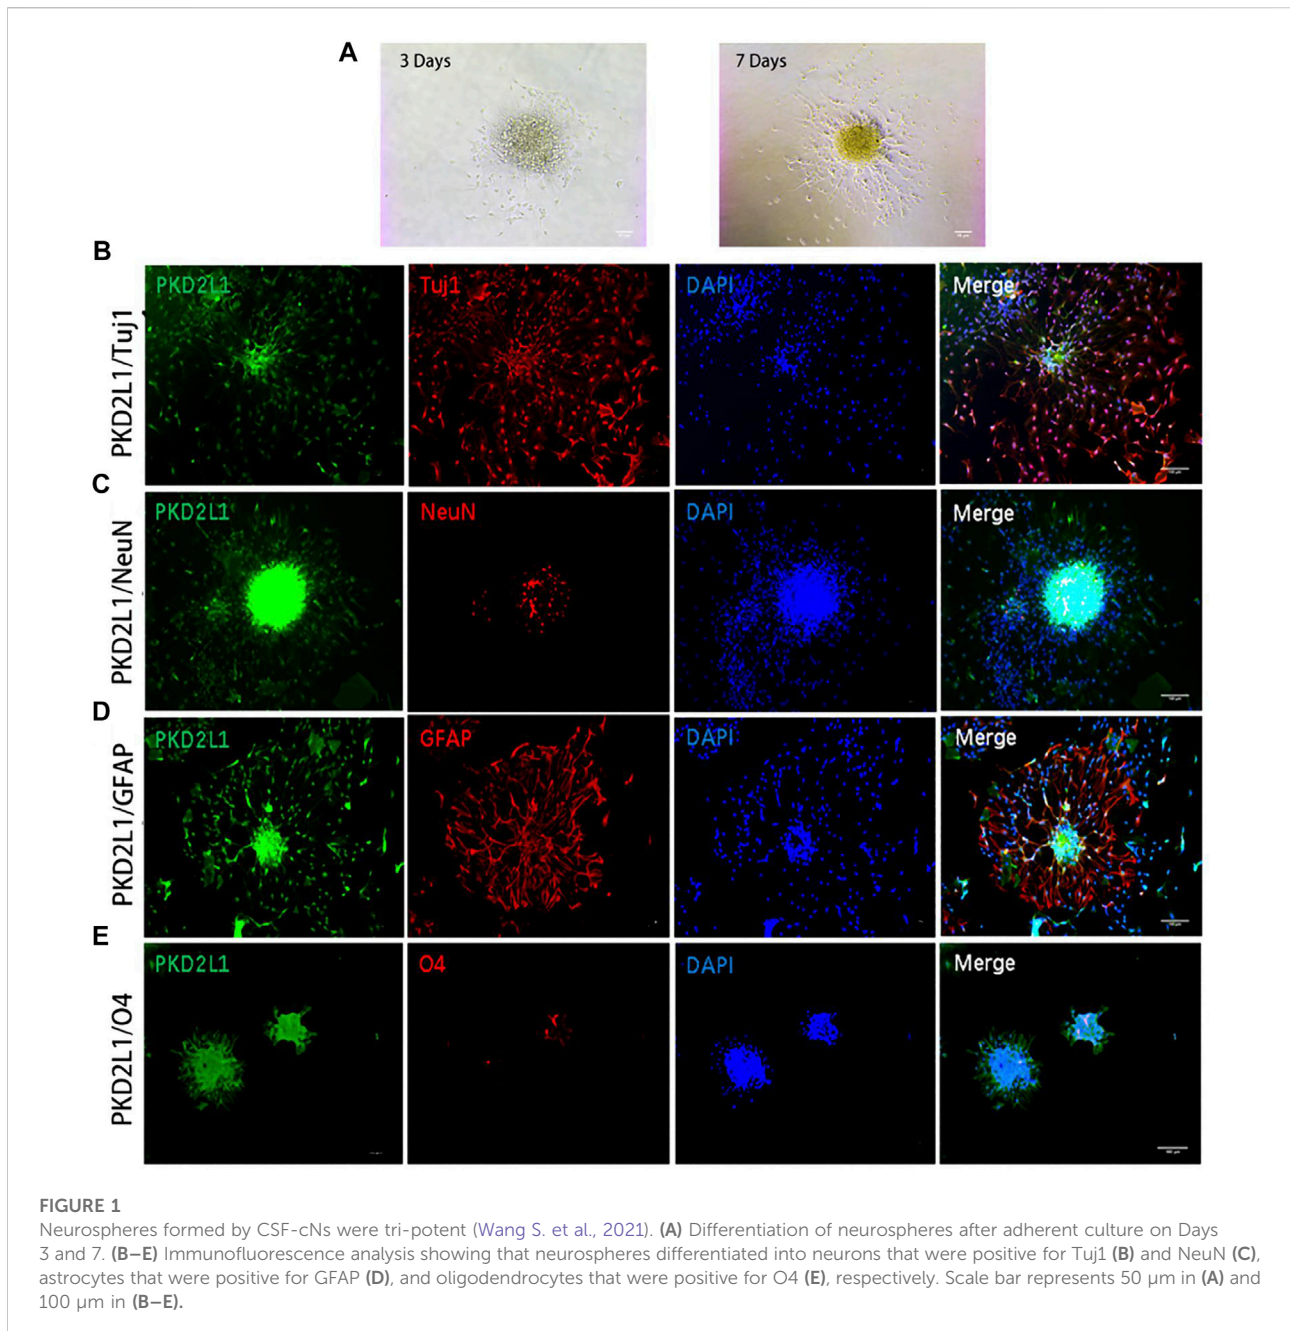 A
3 Days
7 Days
B
PKD2L1/Tuj1
PKD2L1
Tuj1
DAPI
Merge
C
PKD2L1/NeuN
PKD2L1
NeuN
DAPI
Merge
D
PKD2L1/GFAP
PKD2L1
GFAP
DAPI
Merge
E
PKD2L1/O4
PKD2L1
O4
DAPI
Merge
FIGURE 1
Neurospheres formed by CSF-cNs were tri-potent (Wang S. et al., 2021). (A) Differentiation of neurospheres after adherent culture on Days
3 and 7. (B–E) Immunofluorescence analysis showing that neurospheres differentiated into neurons that were positive for Tuj1 (B) and NeuN (C),
astrocytes that were positive for GFAP (D), and oligodendrocytes that were positive for O4 (E), respectively. Scale bar represents 50 µm in (A) and
100 µm in (B–E).